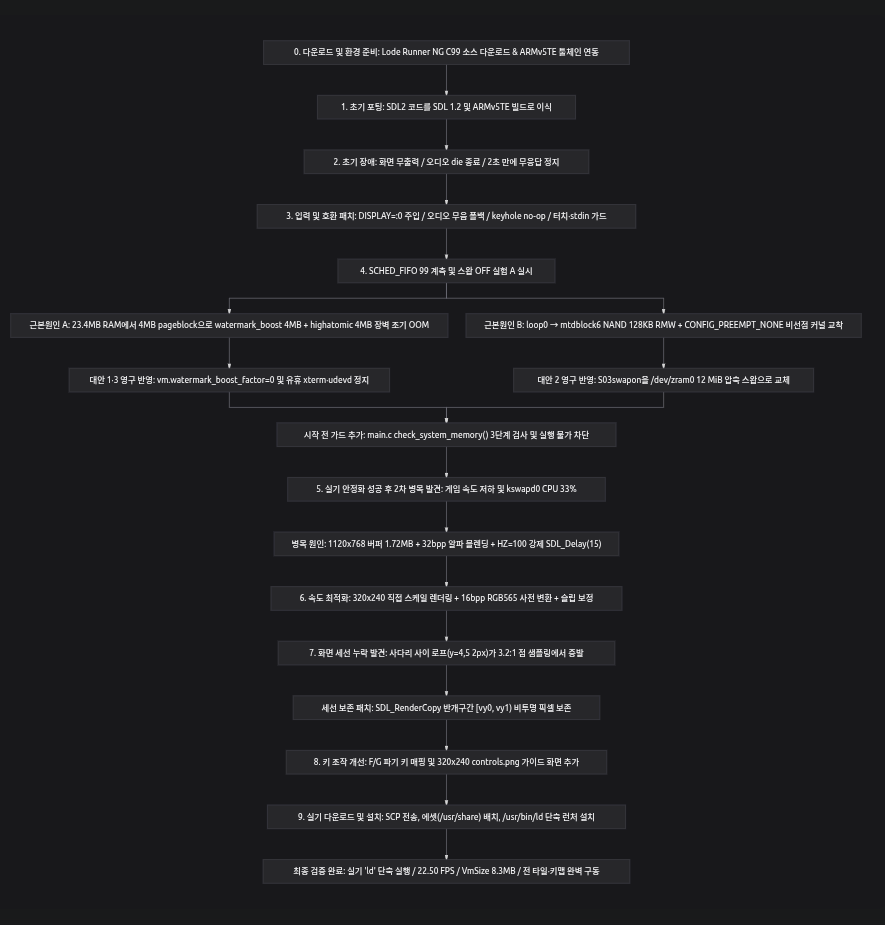 0. 다운로드 및 환경 준비: Lode Runner NG C99 소스 다운로드 & ARMv5TE 툴체인 연동
1. 초기 포팅: SDL2 코드를 SDL 1.2 및 ARMv5TE 빌드로 이식
2. 초기 장애: 화면 무출력 / 오디오 die 종료 / 2초 만에 무응답 정지
3. 입력 및 호환 패치: DISPLAY=:0 주입 / 오디오 무음 폴백 / keyhole no-op / 터치·stdin 가드
4. SCHED_FIFO 99 계측 및 스왑 OFF 실험 A 실시
근본원인 A: 23.4MB RAM에서 4MB pageblock으로 watermark_boost 4MB + highatomic 4MB 장벽 조기 OOM
근본원인 B: loop0 → mtdblock6 NAND 128KB RMW + CONFIG_PREEMPT_NONE 비선점 커널 교착
대안 1·3 영구 반영: vm.watermark_boost_factor=0 및 유휴 xterm·udevd 정지
대안 2 영구 반영: S03swapon을 /dev/zram0 12 MiB 압축 스왑으로 교체
시작 전 가드 추가: main.c check_system_memory() 3단계 검사 및 실행 불가 차단
5. 실기 안정화 성공 후 2차 병목 발견: 게임 속도 저하 및 kswapd0 CPU 33%
병목 원인: 1120x768 버퍼 1.72MB + 32bpp 알파 블렌딩 + HZ=100 강제 SDL_Delay(15)
6. 속도 최적화: 320x240 직접 스케일 렌더링 + 16bpp RGB565 사전 변환 + 슬립 보정
7. 화면 세선 누락 발견: 사다리 사이 로프(y=4,5 2px)가 3.2:1 점 샘플링에서 증발
세선 보존 패치: SDL_RenderCopy 반개구간 [vy0, vy1) 비투명 픽셀 보존
8. 키 조작 개선: F/G 파기 키 매핑 및 320x240 controls.png 가이드 화면 추가
9. 실기 다운로드 및 설치: SCP 전송, 에셋(/usr/share) 배치, /usr/bin/ld 단축 런처 설치
최종 검증 완료: 실기 'ld' 단축 실행 / 22.50 FPS / VmSize 8.3MB / 전 타일·키맵 완벽 구동